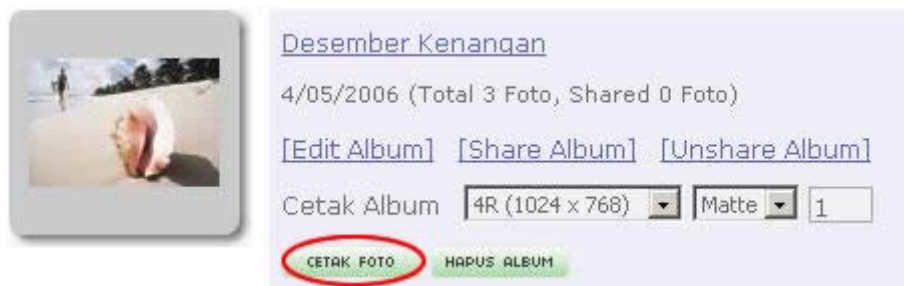 Desember Kenangan
4/05/2006 (Total 3 Foto, Shared 0 Foto)
[Edit Album] [Share Album] [Unshare Album]
Cetak Album 4R (1024 x 768) Matte 1
CETAK FOTO HAPUS ALBUM